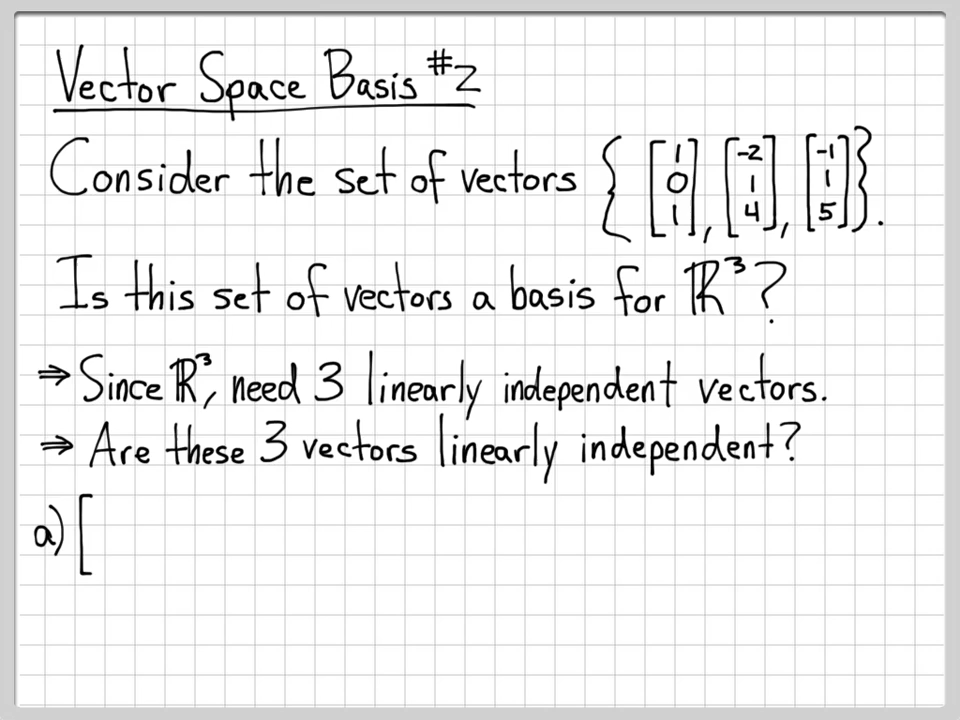 Vector Space Basis #2
Consider the set of vectors { [1 0 1], [-2 1 4], [-1 1 5] }.
Is this set of vectors a basis for ℝ³?
⇒ Since ℝ³, need 3 linearly independent vectors.
⇒ Are these 3 vectors linearly independent?
a) [